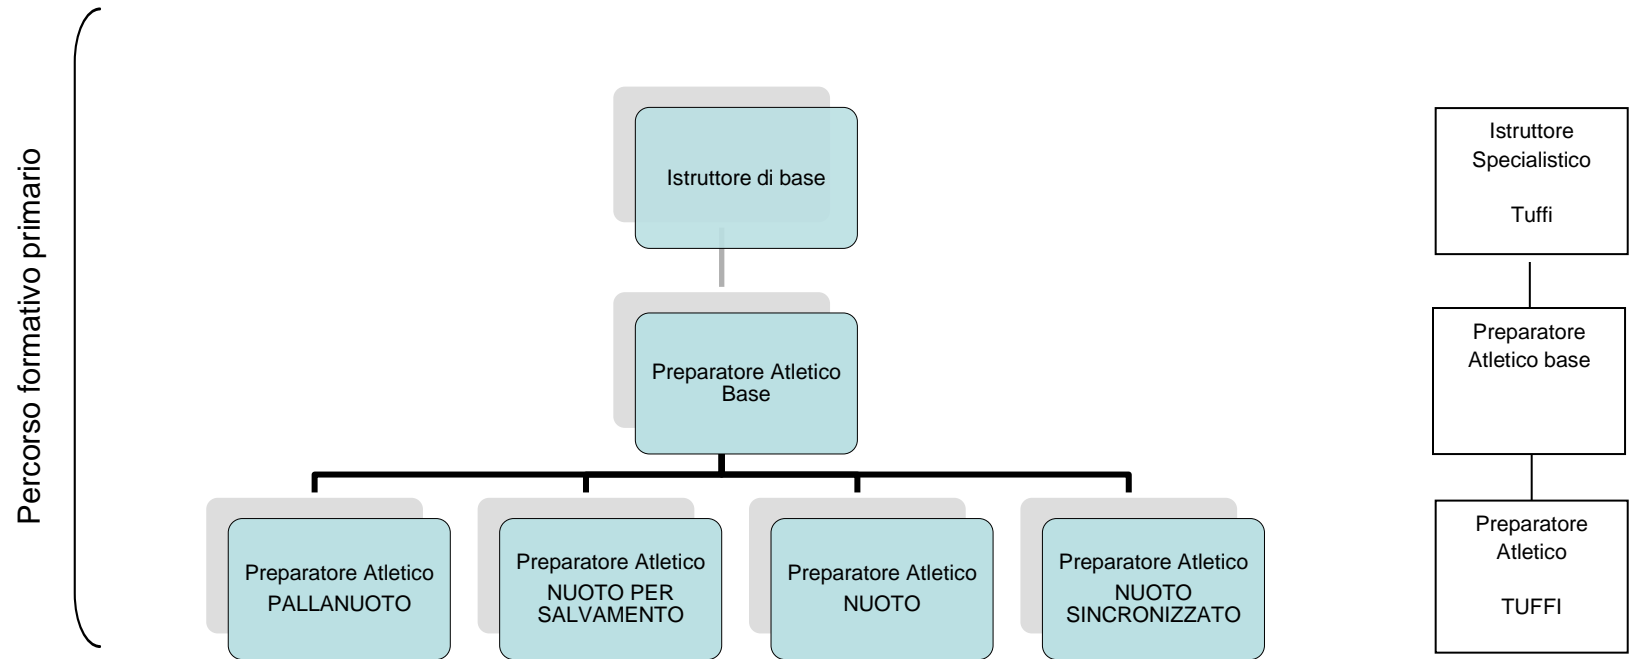 Percorso formativo primario
Istruttore di base
Preparatore Atletico
Base
Preparatore Atletico
PALLANUOTO
Preparatore Atletico
NUOTO PER
SALVAMENTO
Preparatore Atletico
NUOTO
Preparatore Atletico
NUOTO
SINCRONIZZATO
Istruttore
Specialistico
Tuffi
Preparatore
Atletico base
Preparatore
Atletico
TUFFI